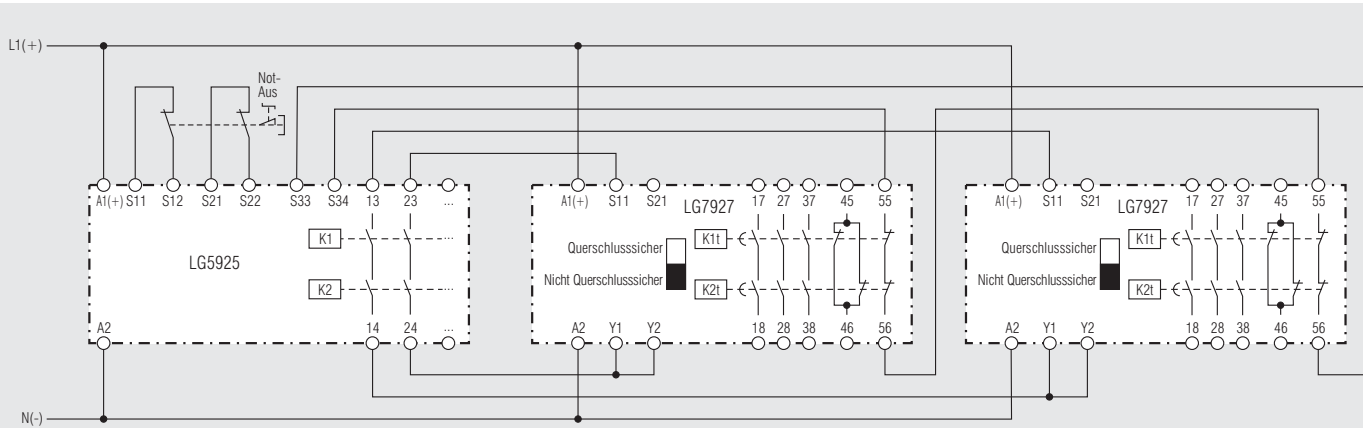 L1(+)
Not-
Aus
A1(+) S11 S12 S21 S22 S33 S34 13 23 ...
K1 ...
LG5925
K2 ...
A2 14 24 ...
A1(+) S11 S21 LG7927 17 27 37 45 55
Querschlusssicher K1t
Nicht Querschlusssicher K2t
A2 Y1 Y2 18 28 38 46 56
A1(+) S11 S21 LG7927 17 27 37 45 55
Querschlusssicher K1t
Nicht Querschlusssicher K2t
A2 Y1 Y2 18 28 38 46 56
N(-)